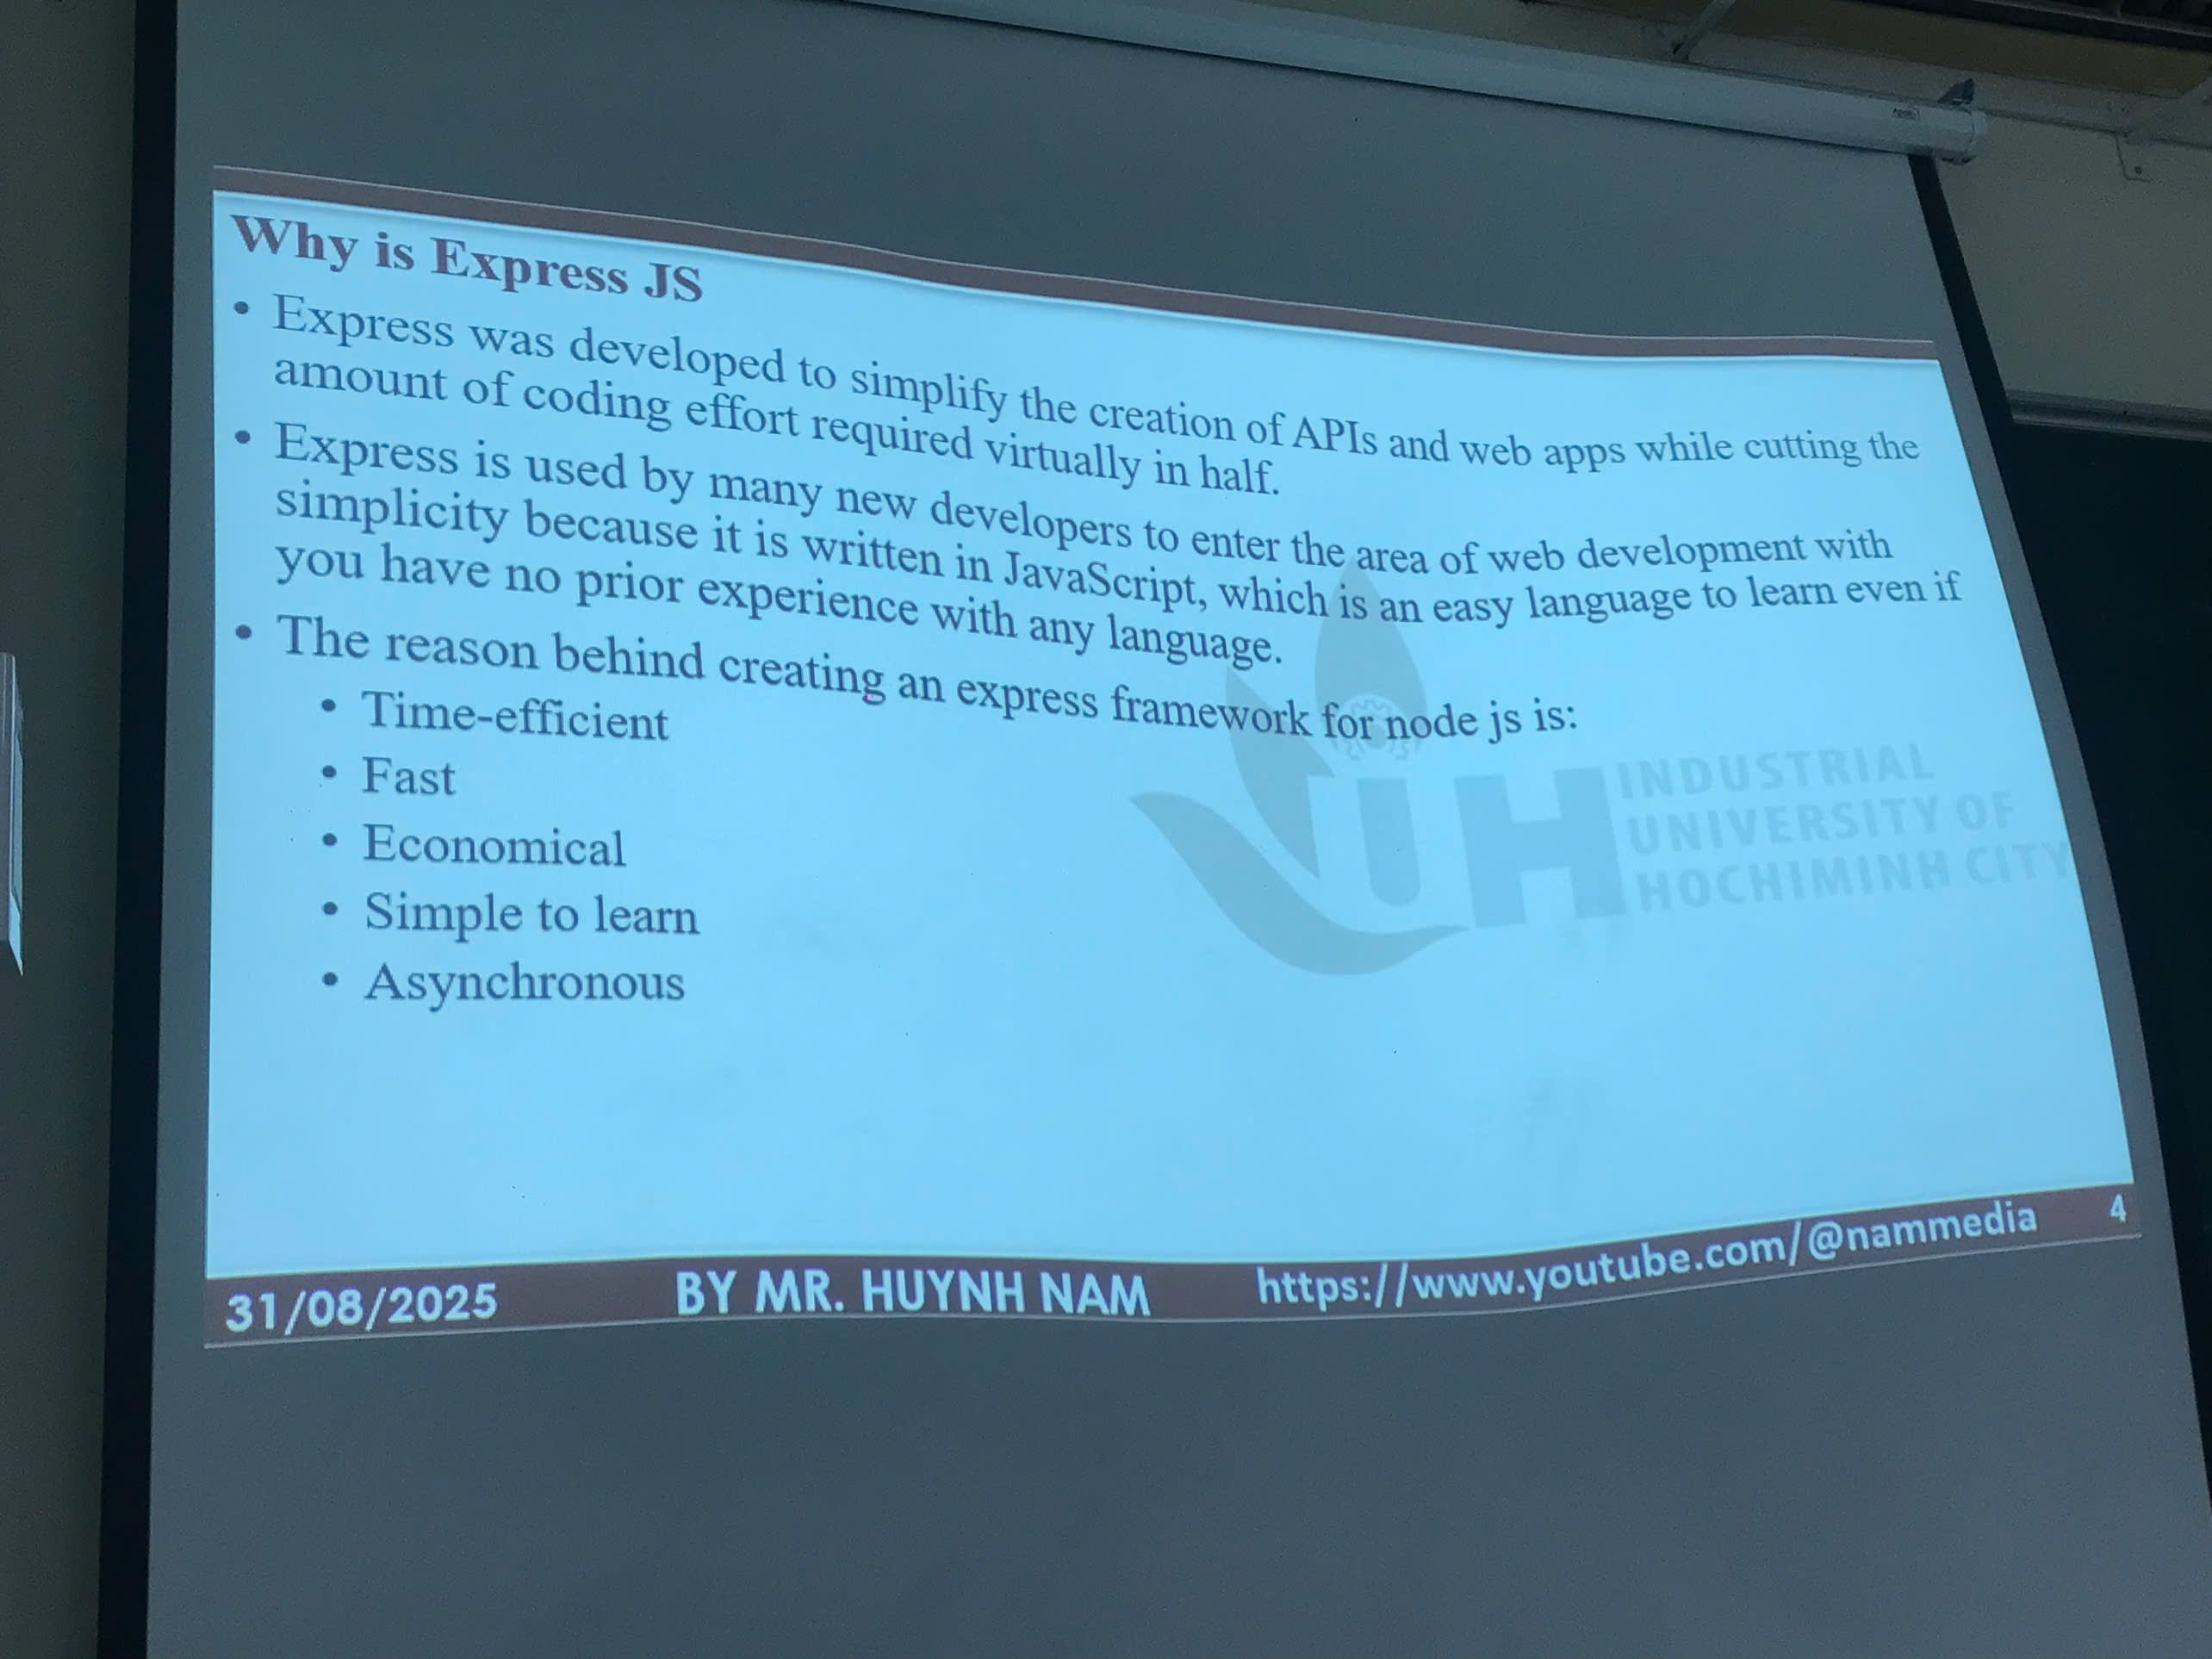 Why is Express JS
• Express was developed to simplify the creation of APIs and web apps while cutting the
amount of coding effort required virtually in half.
• Express is used by many new developers to enter the area of web development with
simplicity because it is written in JavaScript, which is an easy language to learn even if
you have no prior experience with any language.
• The reason behind creating an express framework for node js is:
• Time-efficient
• Fast
• Economical
• Simple to learn
• Asynchronous
IUH
INDUSTRIAL
UNIVERSITY OF
HOCHIMINH CITY
31/08/2025 BY MR. HUYNH NAM https://www.youtube.com/@nammedia 4